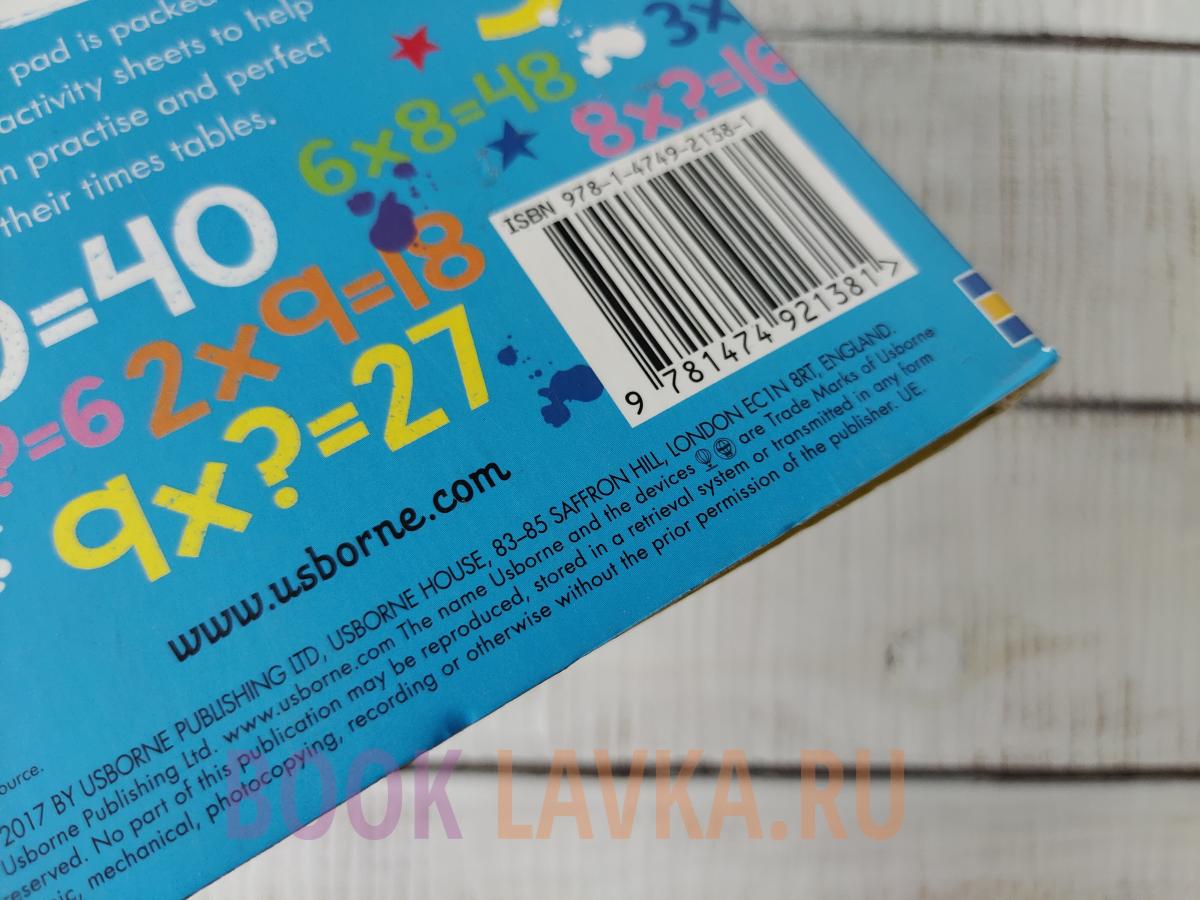 pad is packed
activity sheets to help
practise and perfect
their times tables.
3x
6x8=48
8x?=16
=40
2x9=18
?=6
9x?=27
ISBN 978-1-4749-2138-1
9 781474 921381 >
www.usborne.com
2017 BY USBORNE PUBLISHING LTD, USBORNE HOUSE, 83–85 SAFFRON HILL, LONDON EC1N 8RT, ENGLAND.
Usborne Publishing Ltd. www.usborne.com The name Usborne and the devices are Trade Marks of Usborne
reserved. No part of this publication may be reproduced, stored in a retrieval system or transmitted in any form
mechanical, photocopying, recording or otherwise without the prior permission of the publisher. UE.
BOOK LAVKA.RU